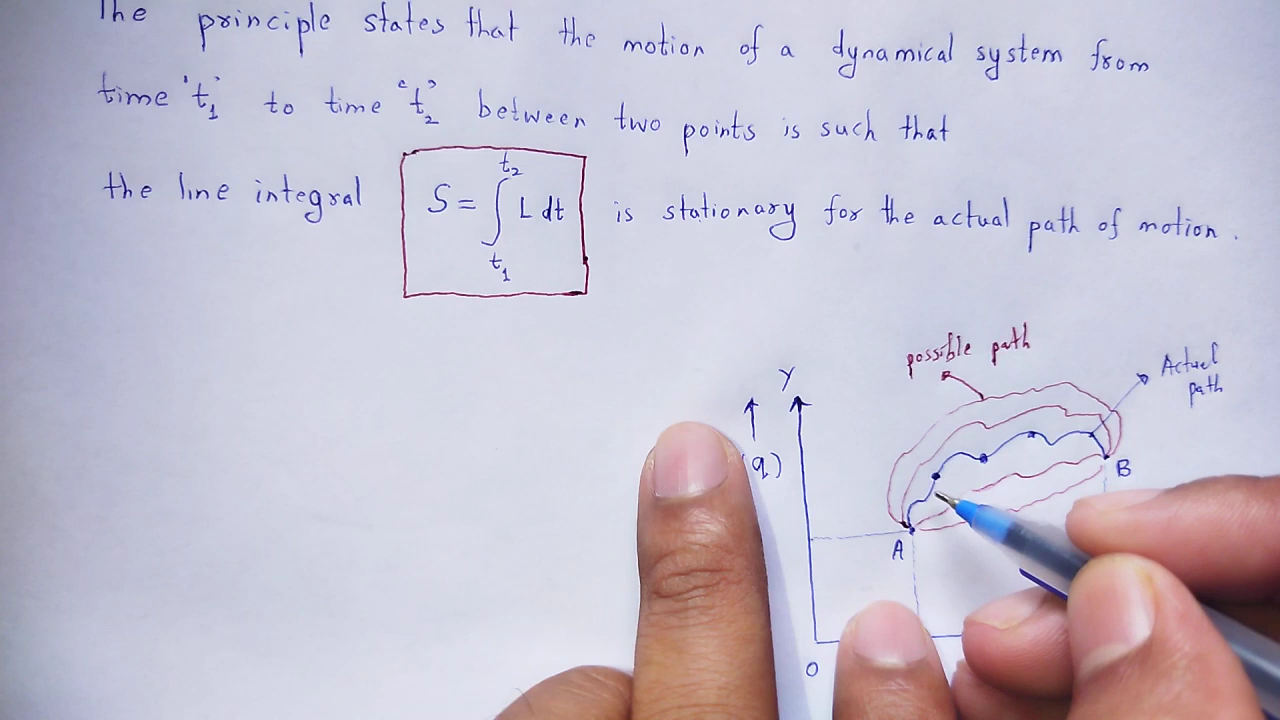 The principle states that the motion of a dynamical system from
time 't₁' to time 't₂' between two points is such that
the line integral S = ∫ₜ₁ᵗ² L dt is stationary for the actual path of motion.
possible path
Actual
path
Y
q)
B
A
O